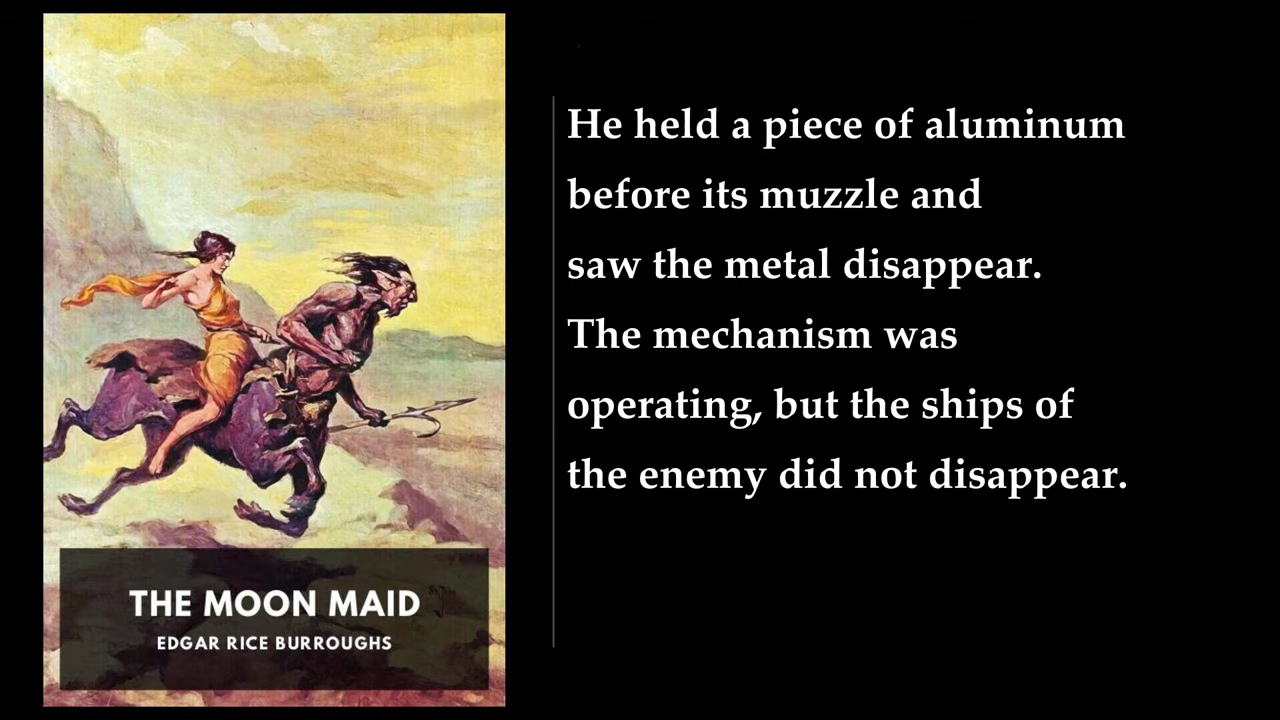 He held a piece of aluminum
before its muzzle and
saw the metal disappear.
The mechanism was
operating, but the ships of
the enemy did not disappear.
THE MOON MAID
EDGAR RICE BURROUGHS